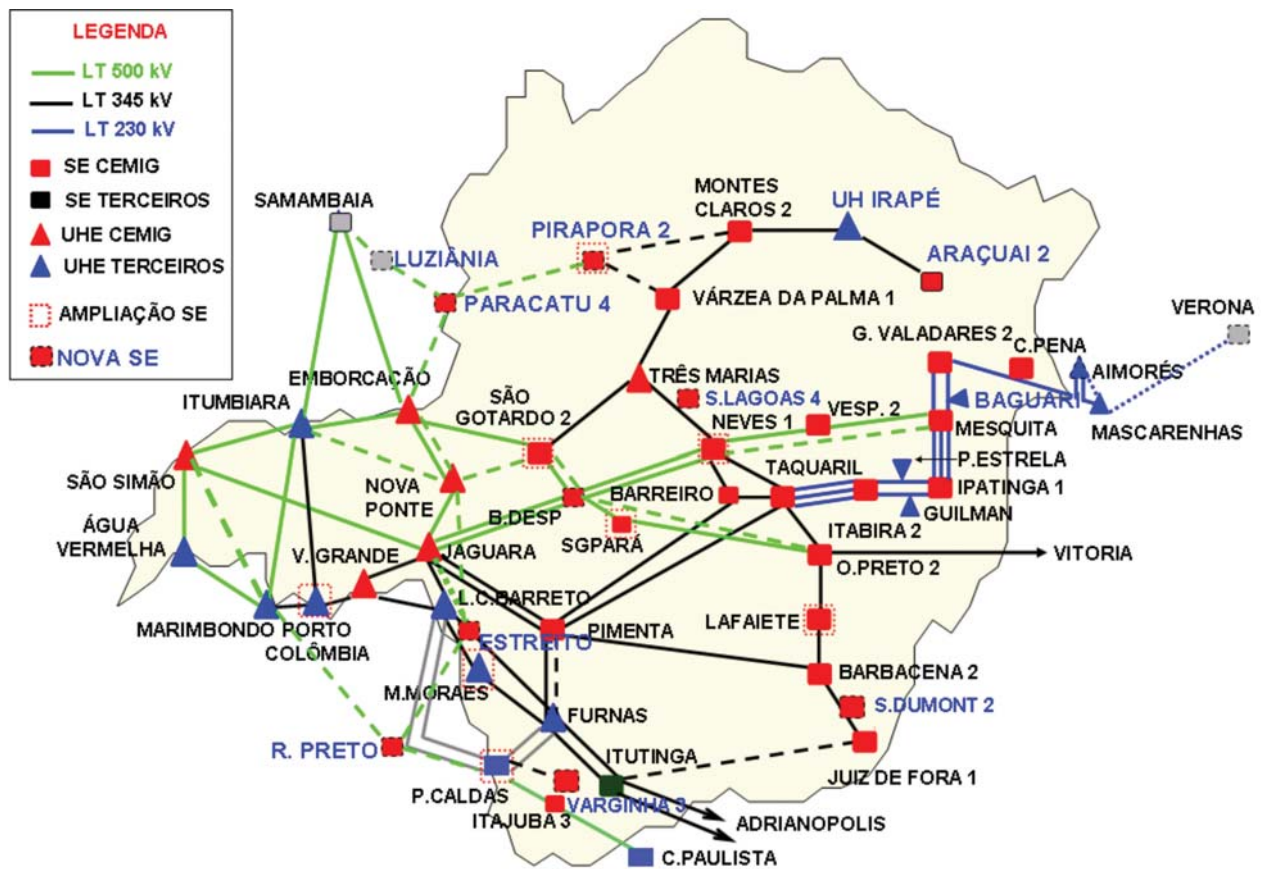 LEGENDA
LT 500 kV
LT 345 kV
LT 230 kV
SE CEMIG
SE TERCEIROS
UHE CEMIG
UHE TERCEIROS
AMPLIAÇÃO SE
NOVA SE
SAMAMBAIA
LUZIÂNIA
PIRAPORA 2
MONTES
CLAROS 2
UH IRAPÉ
ARAÇUAI 2
PARACATU 4
VÁRZEA DA PALMA 1
VERONA
G. VALADARES 2
C.PENA
AIMORÉS
EMBORCAÇÃO
ITUMBIARA
SÃO
GOTARDO 2
TRÊS MARIAS
S.LAGOAS 4
NEVES 1
VESP. 2
BAGUARI
MASCARENHAS
MESQUITA
P.ESTRELA
SÃO SIMÃO
NOVA
PONTE
TAQUARIL
BARREIRO
IPATINGA 1
B.DESP
GUILMAN
ÁGUA
VERMELHA
V. GRANDE
JAGUARA
SGPARÁ
ITABIRA 2
O.PRETO 2
VITORIA
L.C.BARRETO
MARIMBONDO
PORTO
COLÔMBIA
ESTREITO
PIMENTA
LAFAIETE
BARBACENA 2
M.MORAES
S.DUMONT 2
FURNAS
R. PRETO
ITUTINGA
JUIZ DE FORA 1
P.CALDAS
VARGINHA 3
ITAJUBA 3
ADRIANOPOLIS
C.PAULISTA